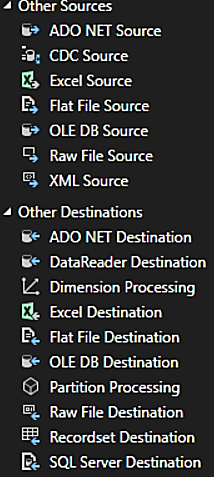 Other Sources
ADO NET Source
CDC Source
Excel Source
Flat File Source
OLE DB Source
Raw File Source
XML Source
Other Destinations
ADO NET Destination
DataReader Destination
Dimension Processing
Excel Destination
Flat File Destination
OLE DB Destination
Partition Processing
Raw File Destination
Recordset Destination
SQL Server Destination